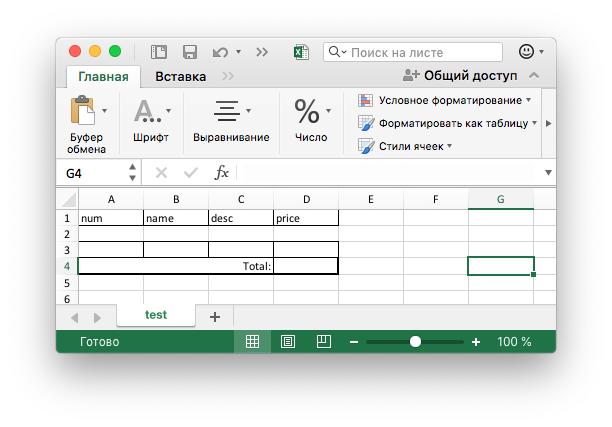 Поиск на листе
Главная
Вставка
Общий доступ
Буфер
обмена
A..
Шрифт
Выравнивание
%
Число
Условное форматирование
Форматировать как таблицу
Стили ячеек
G4
fx
A B C D E F G
1 num name desc price
2
3
4 Total:
5
6
test
Готово
100 %